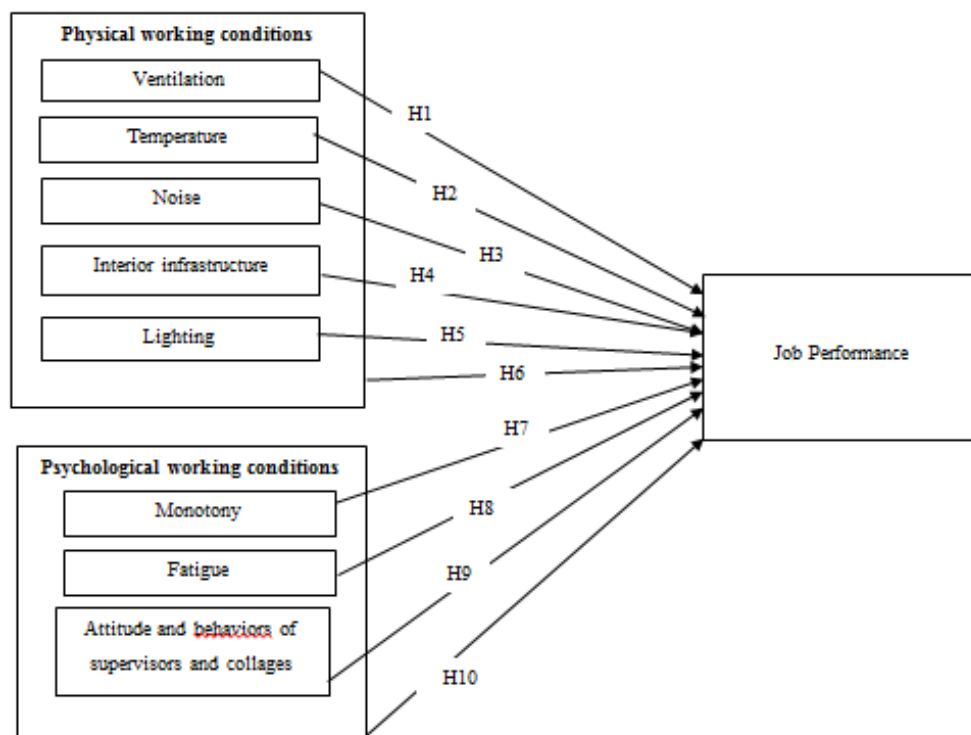 Physical working conditions
Ventilation
Temperature
Noise
Interior infrastructure
Lighting
H1
H2
H3
H4
H5
H6
Job Performance
Psychological working conditions
Monotony
Fatigue
Attitude and behaviors of
supervisors and collages
H7
H8
H9
H10